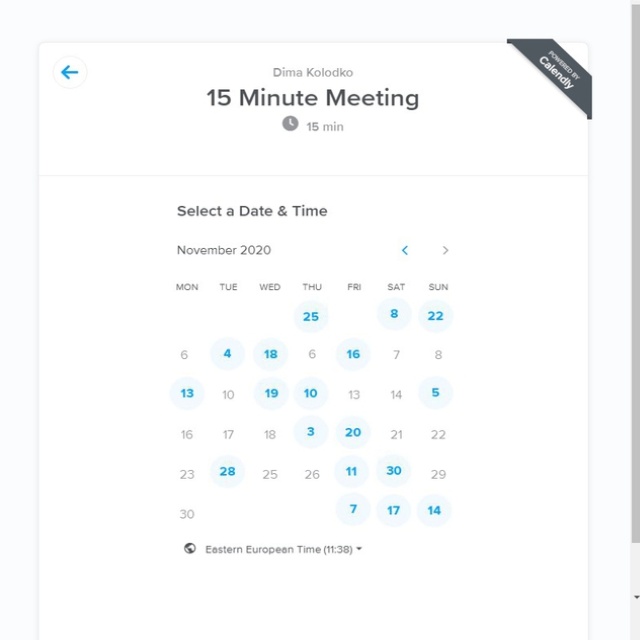 Dima Kolodko
15 Minute Meeting
15 min
POWERED BY
Calendly
Select a Date & Time
November 2020
MON TUE WED THU FRI SAT SUN
25 8 22
6 4 18 6 16 7 8
13 10 19 10 13 14 5
16 17 18 3 20 21 22
23 28 25 26 11 30 29
30 7 17 14
Eastern European Time (11:38)